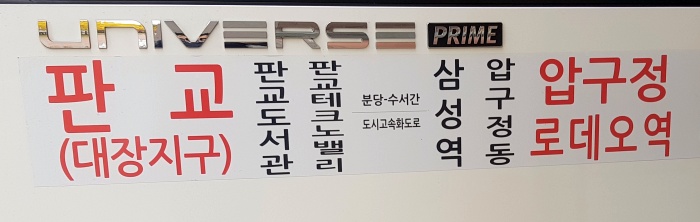 UNIVERSE PRIME
판교
(대장지구)
판교도서관
판교테크노밸리
분당-수서간
도시고속화도로
삼성역
압구정동
압구정
로데오역